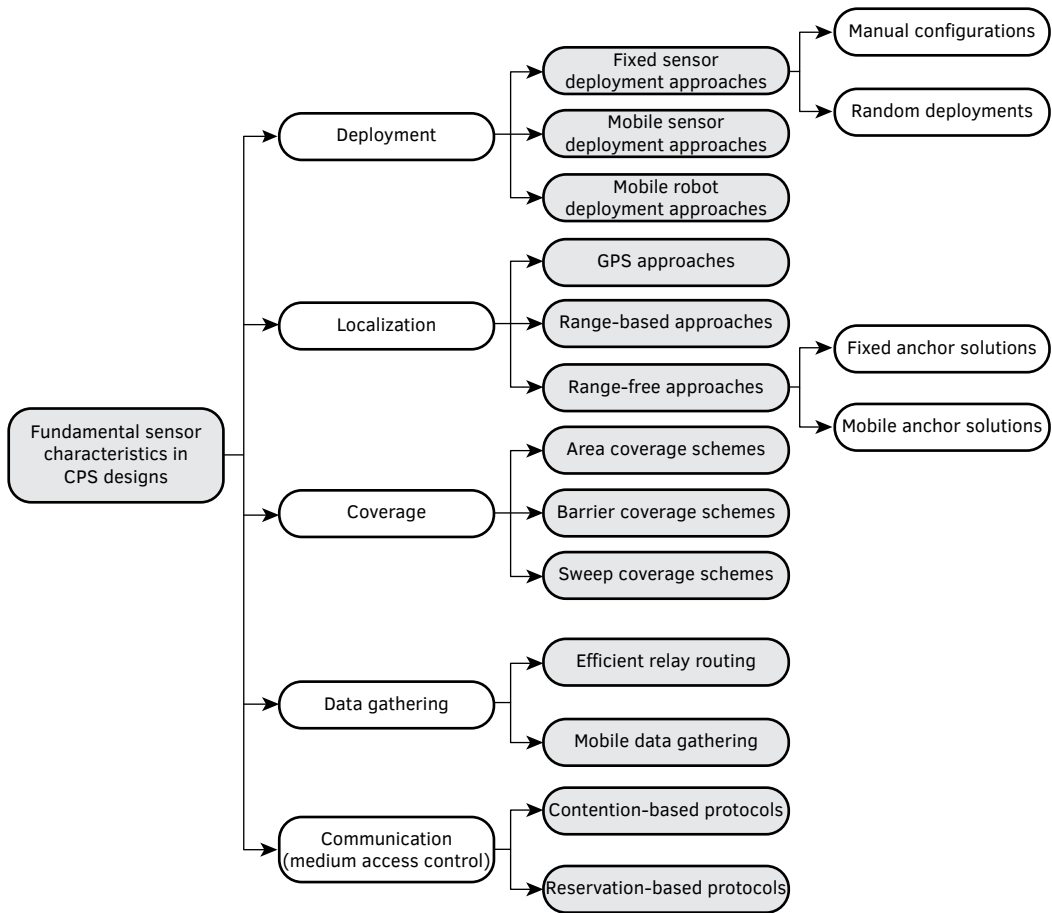 Fundamental sensor
characteristics in
CPS designs
Deployment
Fixed sensor
deployment approaches
Manual configurations
Random deployments
Mobile sensor
deployment approaches
Mobile robot
deployment approaches
Localization
GPS approaches
Range-based approaches
Range-free approaches
Fixed anchor solutions
Mobile anchor solutions
Coverage
Area coverage schemes
Barrier coverage schemes
Sweep coverage schemes
Data gathering
Efficient relay routing
Mobile data gathering
Communication
(medium access control)
Contention-based protocols
Reservation-based protocols